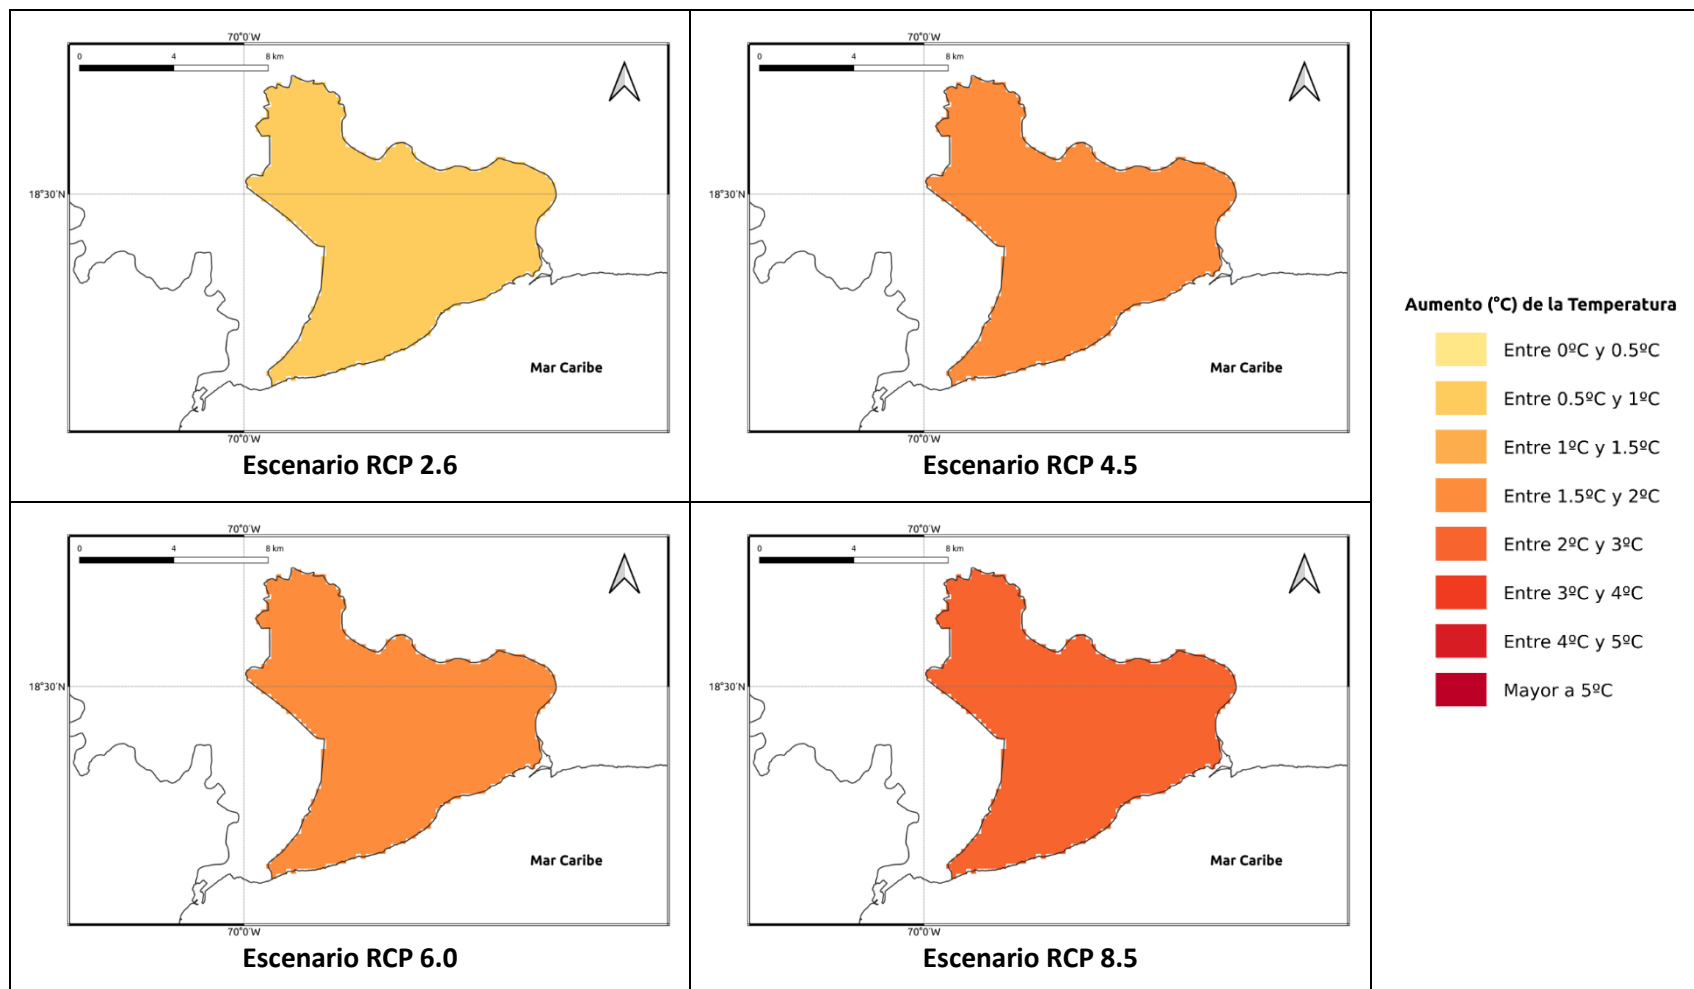 70°0'W
0 4 8 km
18°30'N
Mar Caribe
70°0'W
Escenario RCP 2.6
70°0'W
0 4 8 km
18°30'N
Mar Caribe
70°0'W
Escenario RCP 4.5
70°0'W
0 4 8 km
18°30'N
Mar Caribe
70°0'W
Escenario RCP 6.0
70°0'W
0 4 8 km
18°30'N
Mar Caribe
70°0'W
Escenario RCP 8.5
Aumento (°C) de la Temperatura
Entre 0ºC y 0.5ºC
Entre 0.5ºC y 1ºC
Entre 1ºC y 1.5ºC
Entre 1.5ºC y 2ºC
Entre 2ºC y 3ºC
Entre 3ºC y 4ºC
Entre 4ºC y 5ºC
Mayor a 5ºC